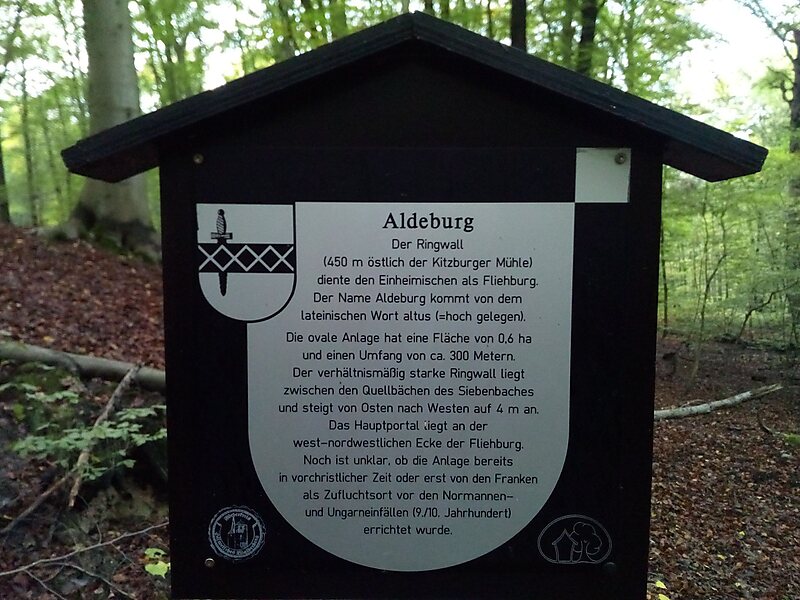 Aldeburg
Der Ringwall
(450 m östlich der Kitzburger Mühle)
diente den Einheimischen als Fliehburg.
Der Name Aldeburg kommt von dem
lateinischen Wort altus (=hoch gelegen).
Die ovale Anlage hat eine Fläche von 0,6 ha
und einen Umfang von ca. 300 Metern.
Der verhältnismäßig starke Ringwall liegt
zwischen den Quellbächen des Siebenbaches
und steigt von Osten nach Westen auf 4 m an.
Das Hauptportal liegt an der
west-nordwestlichen Ecke der Fliehburg.
Noch ist unklar, ob die Anlage bereits
in vorchristlicher Zeit oder erst von den Franken
als Zufluchtsort vor den Normannen-
und Ungarneinfällen (9./10. Jahrhundert)
errichtet wurde.